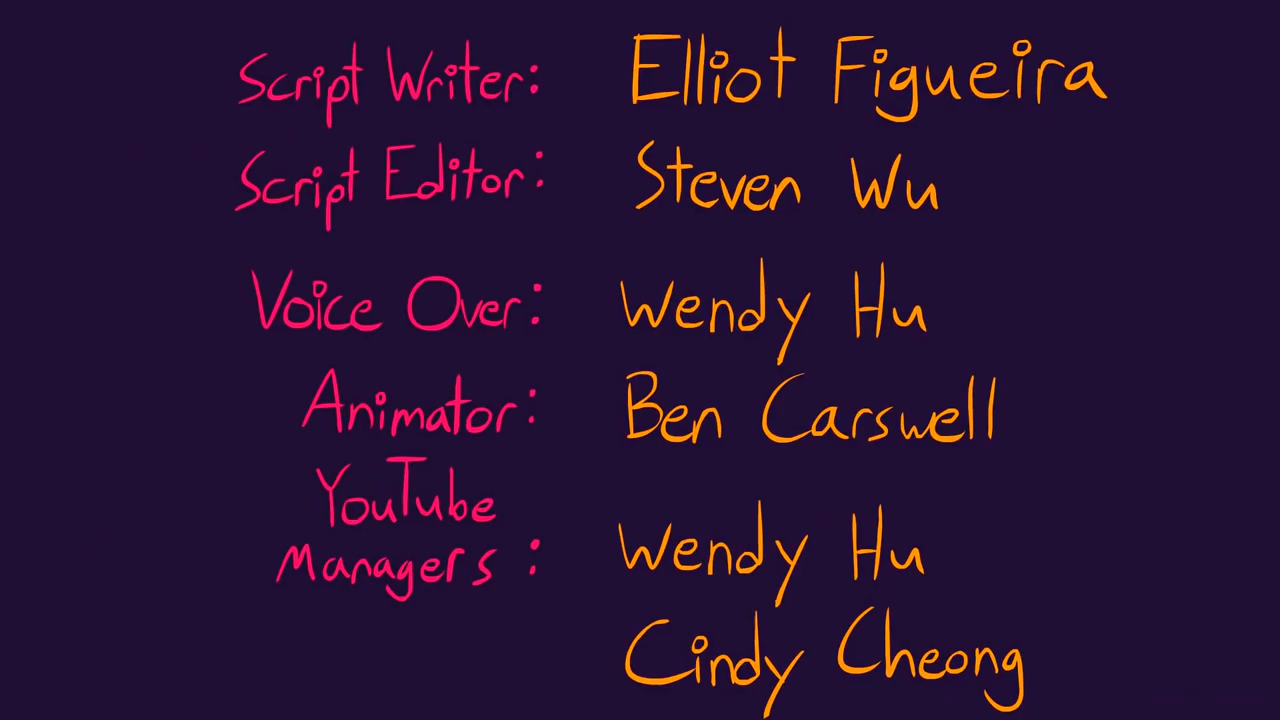 Script Writer: Elliot Figueira
Script Editor: Steven Wu
Voice Over: Wendy Hu
Animator: Ben Carswell
YouTube
Managers: Wendy Hu
Cindy Cheong